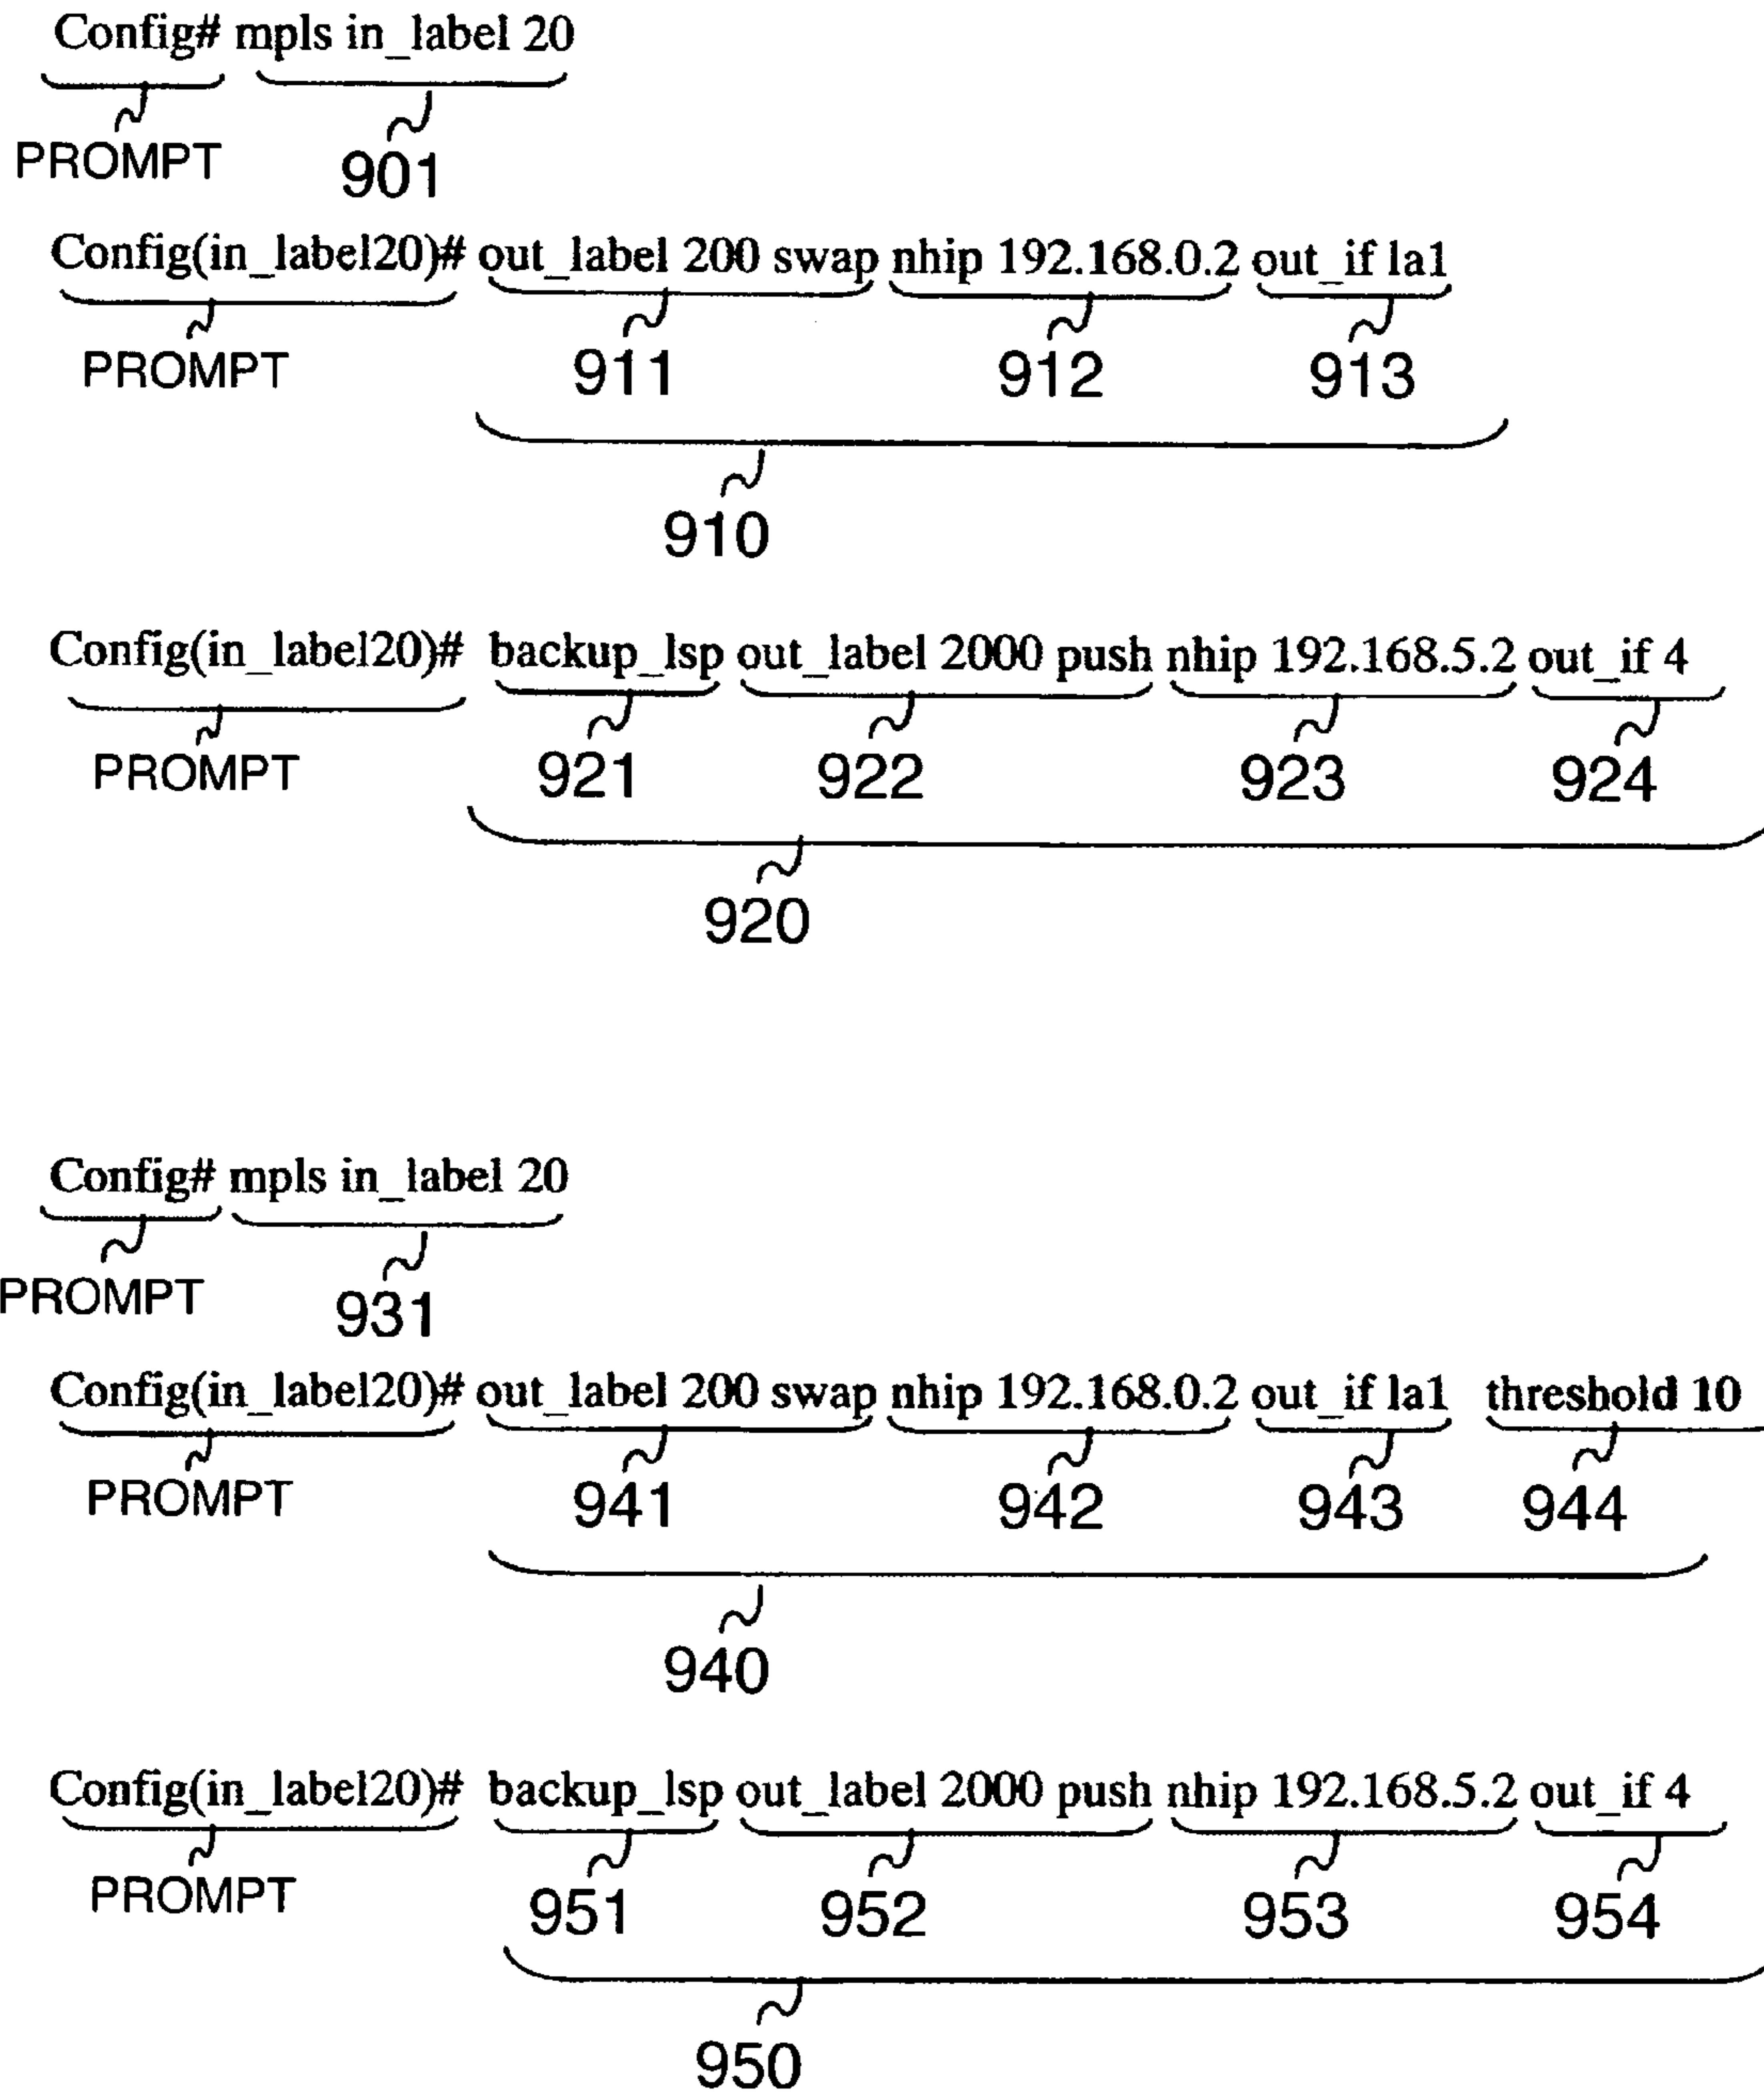 Config# mpls in_label 20
PROMPT 901
Config(in_label20)# out_label 200 swap nhip 192.168.0.2 out_if la1
PROMPT 911 912 913
910
Config(in_label20)# backup_lsp out_label 2000 push nhip 192.168.5.2 out_if 4
PROMPT 921 922 923 924
920
Config# mpls in_label 20
PROMPT 931
Config(in_label20)# out_label 200 swap nhip 192.168.0.2 out_if la1 threshold 10
PROMPT 941 942 943 944
940
Config(in_label20)# backup_lsp out_label 2000 push nhip 192.168.5.2 out_if 4
PROMPT 951 952 953 954
950